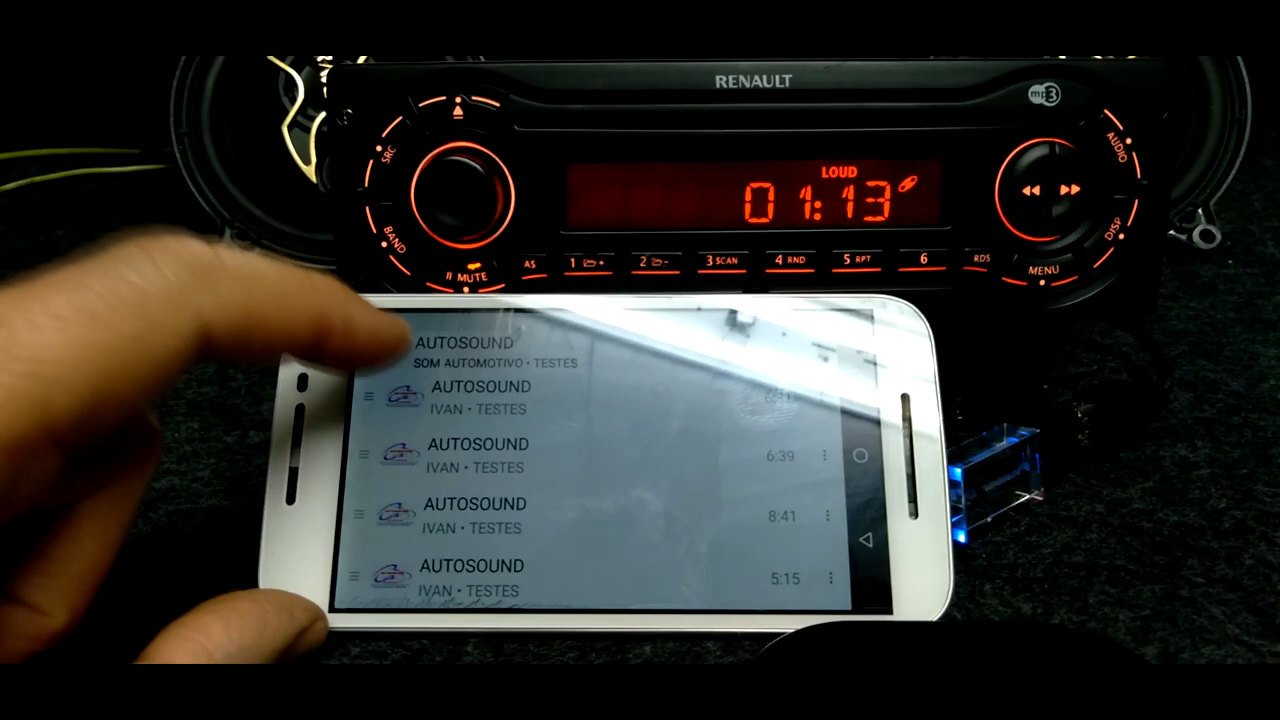 RENAULT
mp3
SRC
AUDIO
LOUD
01:13
BAND
DISP
II MUTE
AS
1 +
2 -
3 SCAN
4 RND
5 RPT
6
RDS
MENU
AUTOSOUND
SOM AUTOMOTIVO • TESTES
AUTOSOUND
IVAN • TESTES
AUTOSOUND
IVAN • TESTES
6:39
AUTOSOUND
IVAN • TESTES
8:41
AUTOSOUND
IVAN • TESTES
5:15